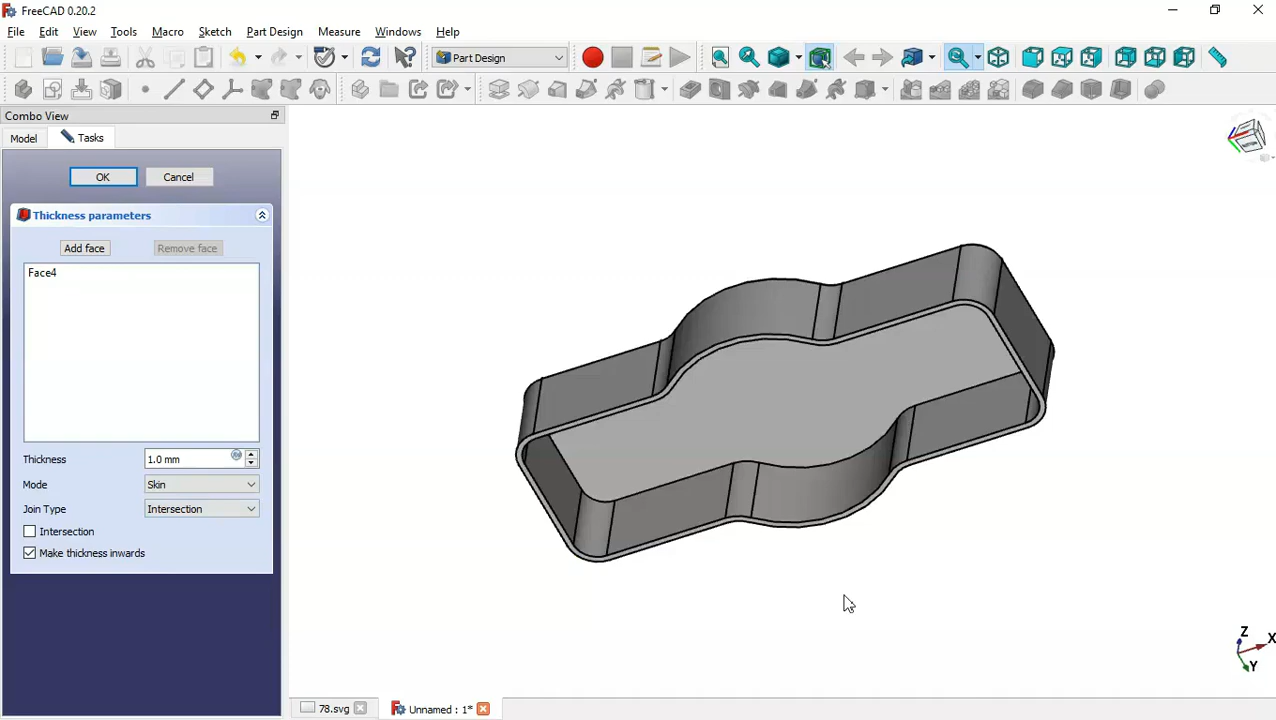 FreeCAD 0.20.2
File Edit View Tools Macro Sketch Part Design Measure Windows Help
Part Design
Combo View
Model Tasks
OK Cancel
Thickness parameters
Add face Remove face
Face4
Thickness 1.0 mm
Mode Skin
Join Type Intersection
Intersection
Make thickness inwards
Z
X
Y
78.svg Unnamed : 1*